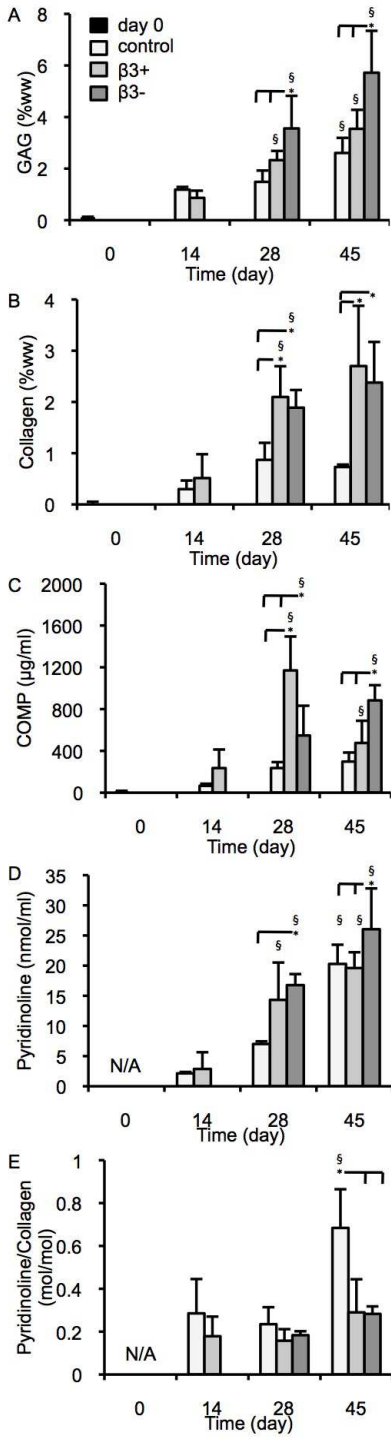 A
day 0
control
β3+
β3-
GAG (%ww)
8
6
4
2
0
§
*
§
*
§
§
§
0 14 28 45
Time (day)
B
Collagen (%ww)
4
3
2
1
0
§
*
§
*
*
*
0 14 28 45
Time (day)
C
COMP (µg/ml)
2000
1600
1200
800
400
0
§
*
§
*
§
*
§
0 14 28 45
Time (day)
D
Pyridinoline (nmol/ml)
35
30
25
20
15
10
5
0
N/A
§
*
§
§
*
§
§
0 14 28 45
Time (day)
E
Pyridinoline/Collagen
(mol/mol)
1
0.8
0.6
0.4
0.2
0
N/A
§
*
0 14 28 45
Time (day)